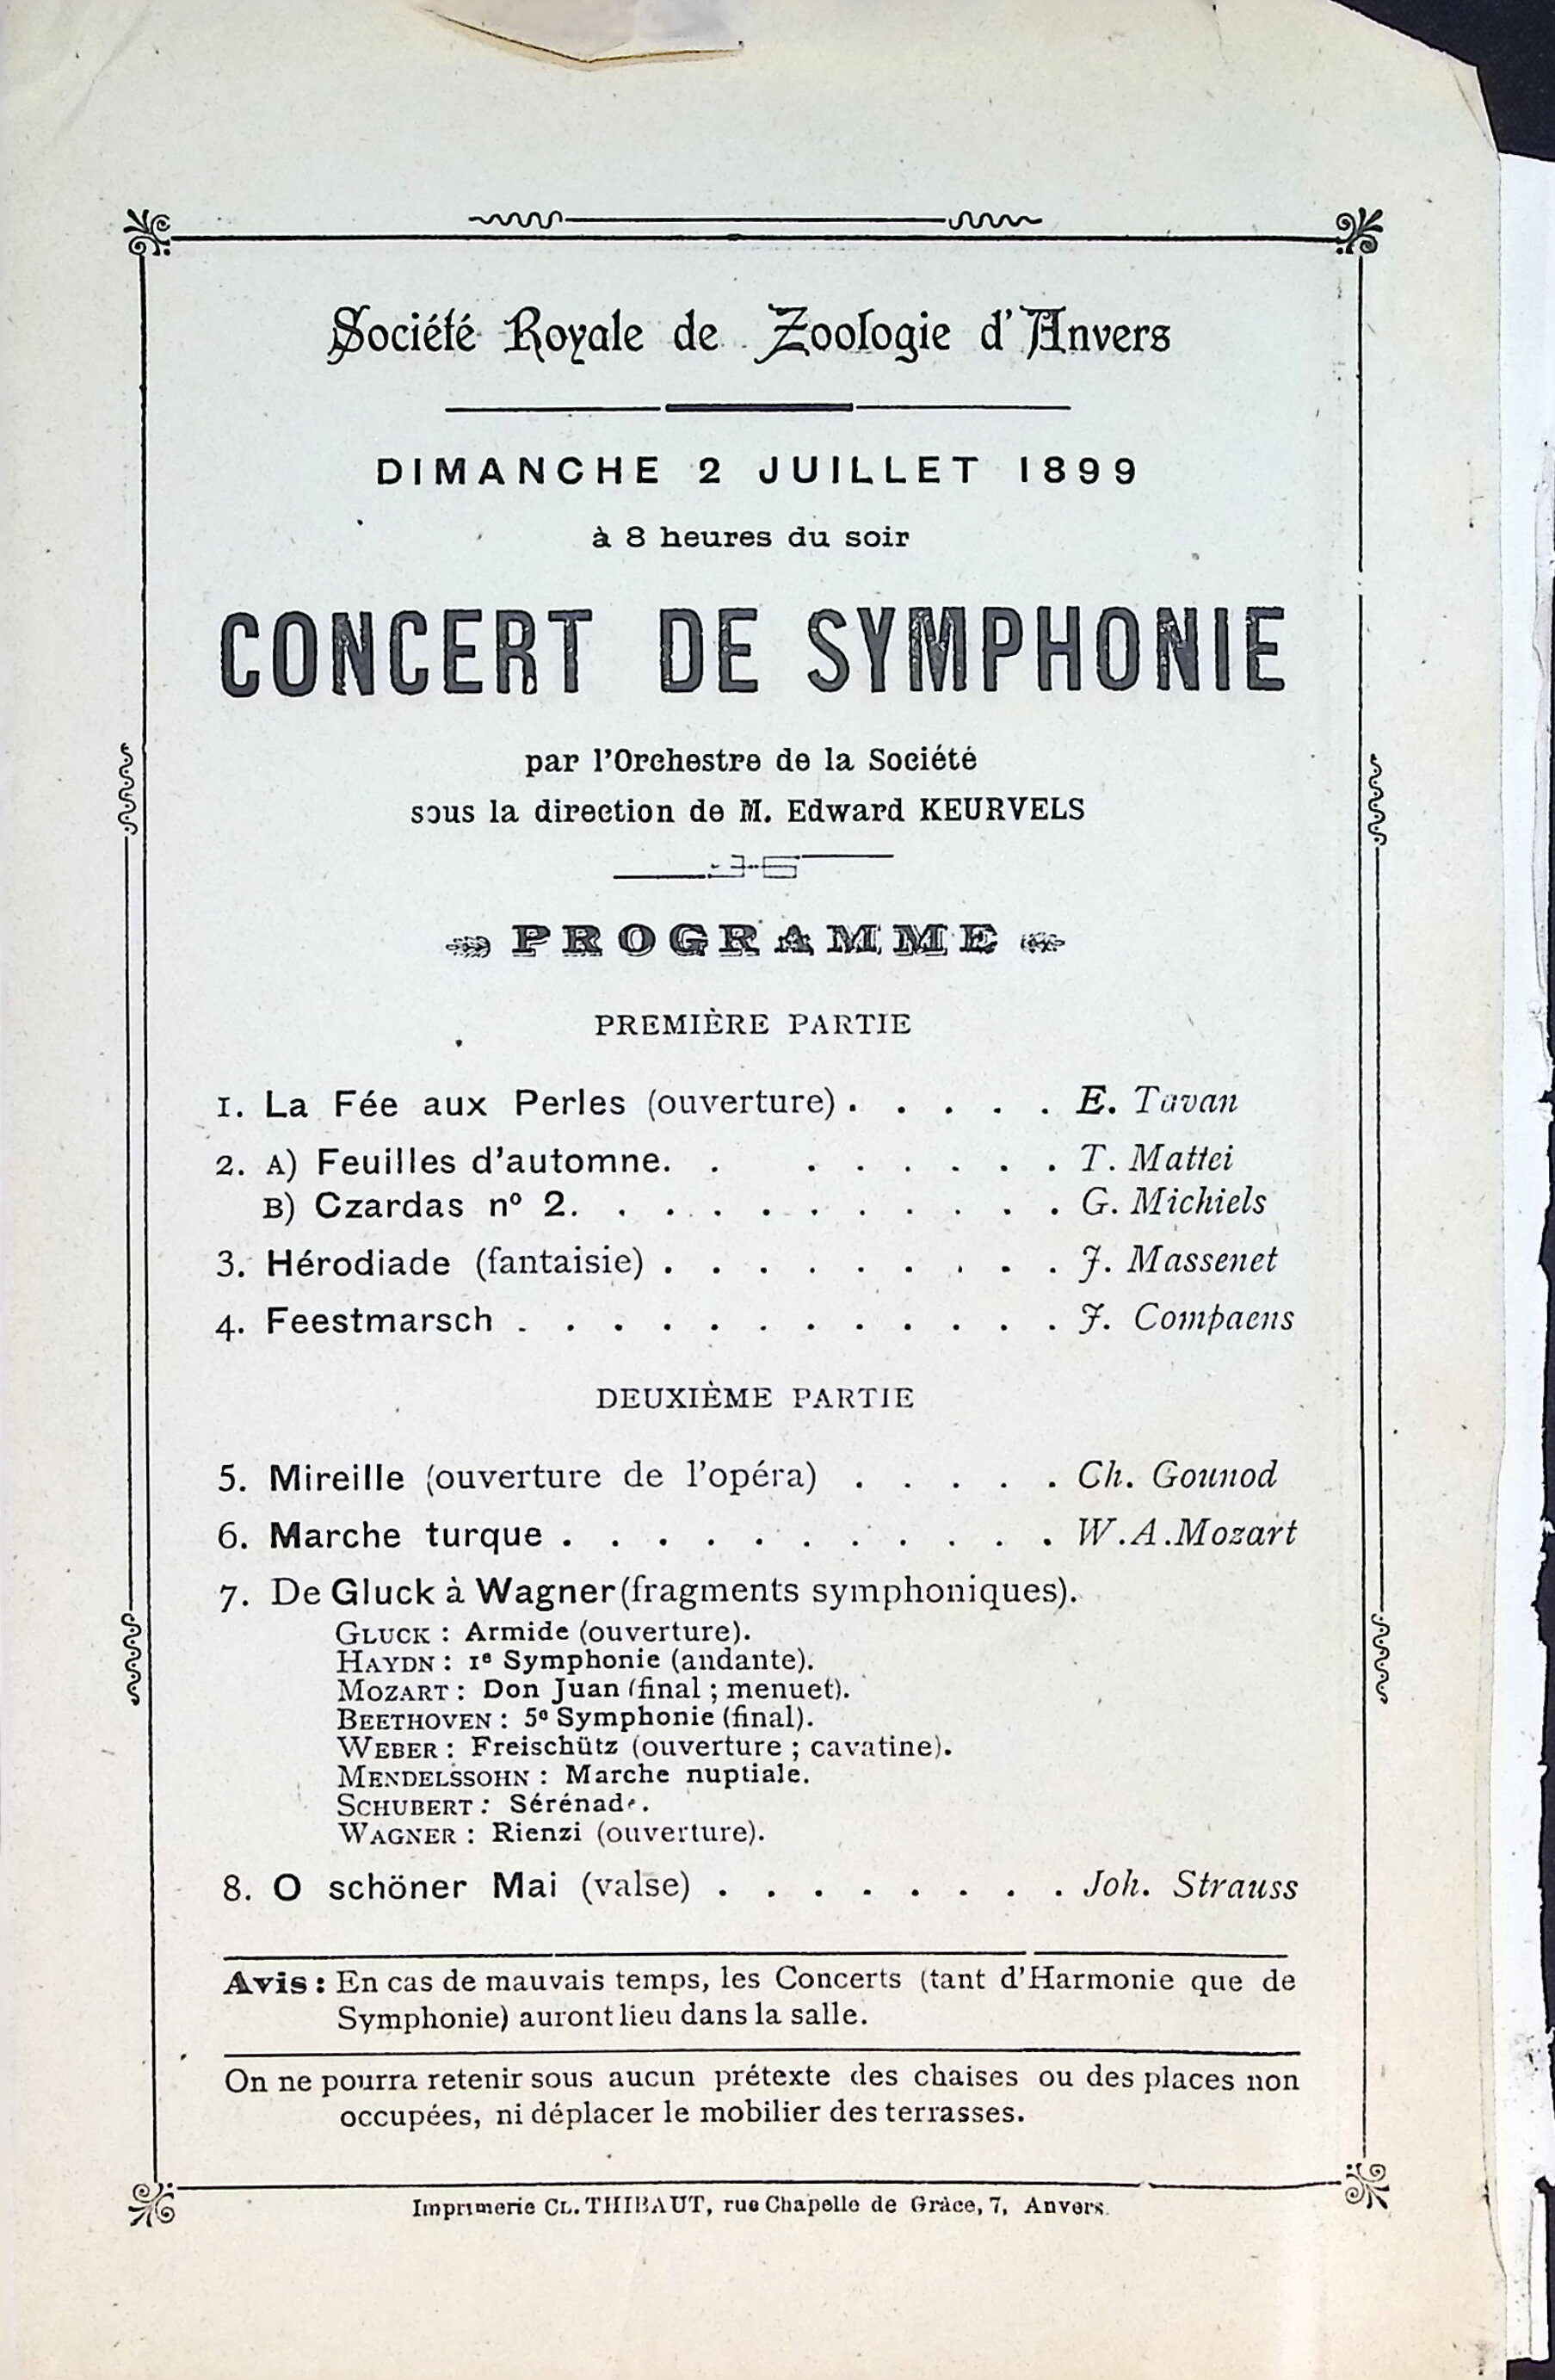 Société Royale de Zoologie d'Anvers
DIMANCHE 2 JUILLET 1899
à 8 heures du soir
CONCERT DE SYMPHONIE
par l'Orchestre de la Société
sous la direction de M. Edward KEURVELS
PROGRAMME
PREMIÈRE PARTIE
1. La Fée aux Perles (ouverture) . . . . . E. Tavan
2. A) Feuilles d'automne. . . . . . . . T. Mattei
B) Czardas nº 2. . . . . . . . . . . G. Michiels
3. Hérodiade (fantaisie) . . . . . . . . . J. Massenet
4. Feestmarsch . . . . . . . . . . . . J. Compaens
DEUXIÈME PARTIE
5. Mireille (ouverture de l'opéra) . . . . . Ch. Gounod
6. Marche turque . . . . . . . . . . . W.A.Mozart
7. De Gluck à Wagner (fragments symphoniques).
GLUCK : Armide (ouverture).
HAYDN : 1e Symphonie (andante).
MOZART : Don Juan (final ; menuet).
BEETHOVEN : 5e Symphonie (final).
WEBER : Freischütz (ouverture ; cavatine).
MENDELSSOHN : Marche nuptiale.
SCHUBERT : Sérénade.
WAGNER : Rienzi (ouverture).
8. O schöner Mai (valse) . . . . . . . . Joh. Strauss
Avis : En cas de mauvais temps, les Concerts (tant d'Harmonie que de
Symphonie) auront lieu dans la salle.
On ne pourra retenir sous aucun prétexte des chaises ou des places non
occupées, ni déplacer le mobilier des terrasses.
Imprimerie CL. THIBAUT, rue Chapelle de Grâce, 7, Anvers.